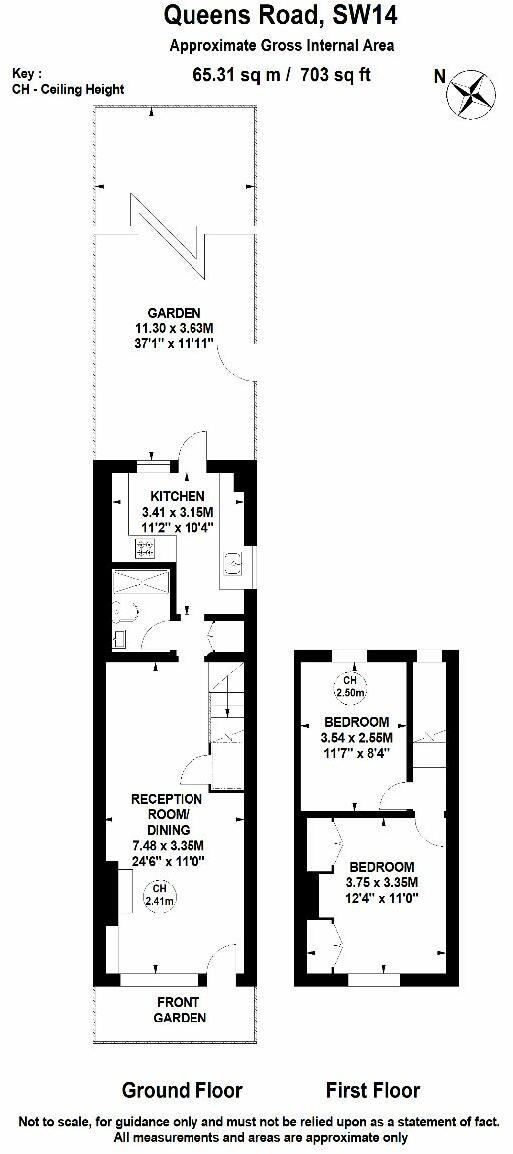 Queens Road, SW14
Approximate Gross Internal Area
65.31 sq m / 703 sq ft
Key :
CH - Ceiling Height
N
GARDEN
11.30 x 3.63M
37'1" x 11'11"
KITCHEN
3.41 x 3.15M
11'2" x 10'4"
CH
2.50m
BEDROOM
3.54 x 2.55M
11'7" x 8'4"
RECEPTION
ROOM/
DINING
7.48 x 3.35M
24'6" x 11'0"
CH
2.41m
BEDROOM
3.75 x 3.35M
12'4" x 11'0"
FRONT
GARDEN
Ground Floor
First Floor
Not to scale, for guidance only and must not be relied upon as a statement of fact.
All measurements and areas are approximate only